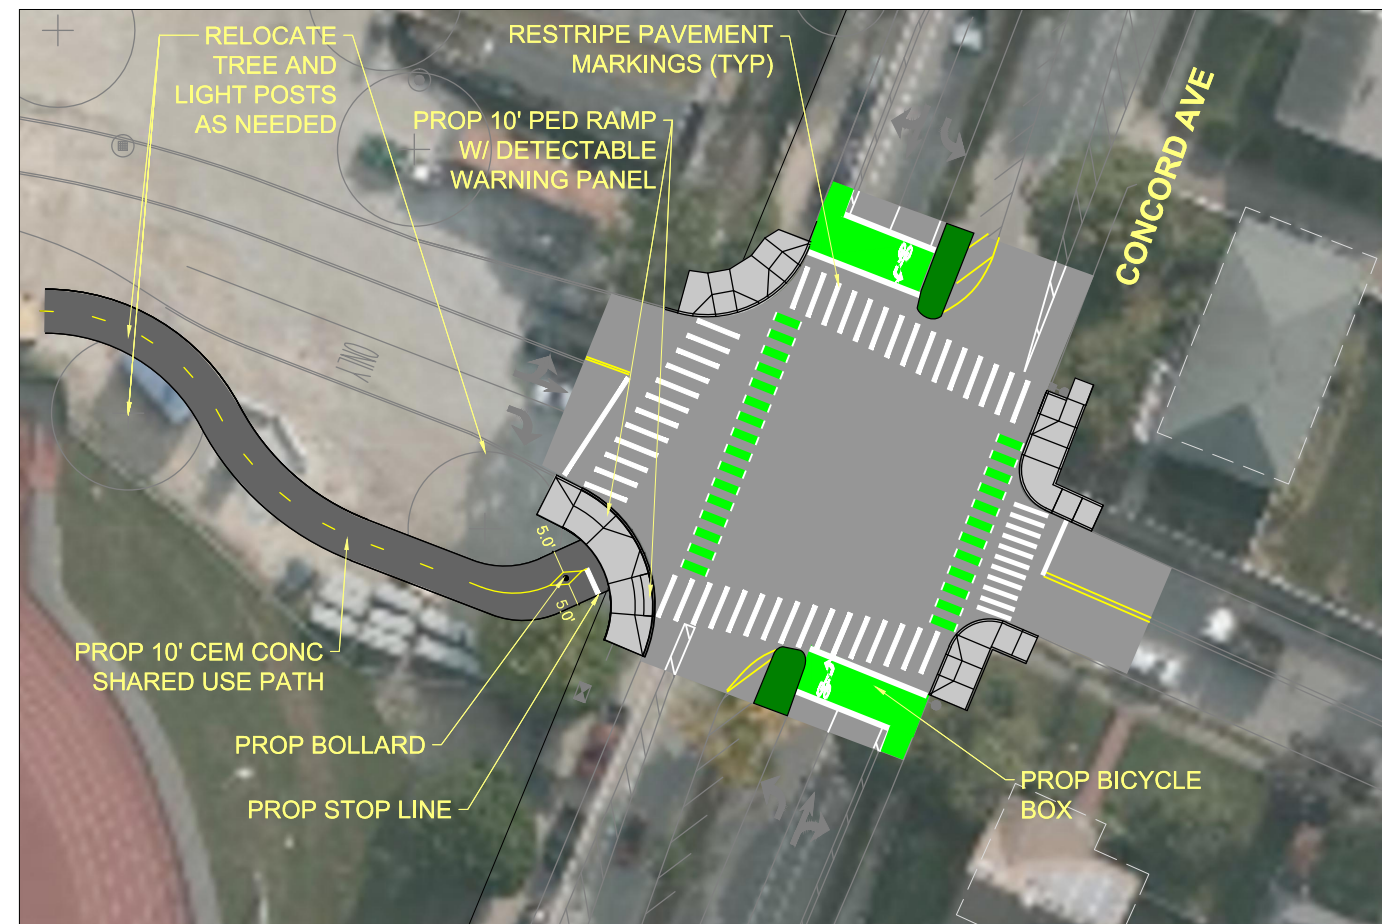 RELOCATE
TREE AND
LIGHT POSTS
AS NEEDED
RESTRIPE PAVEMENT
MARKINGS (TYP)
PROP 10' PED RAMP
W/ DETECTABLE
WARNING PANEL
CONCORD AVE
ONLY
5.0'
5.0'
PROP 10' CEM CONC
SHARED USE PATH
PROP BOLLARD
PROP STOP LINE
PROP BICYCLE
BOX